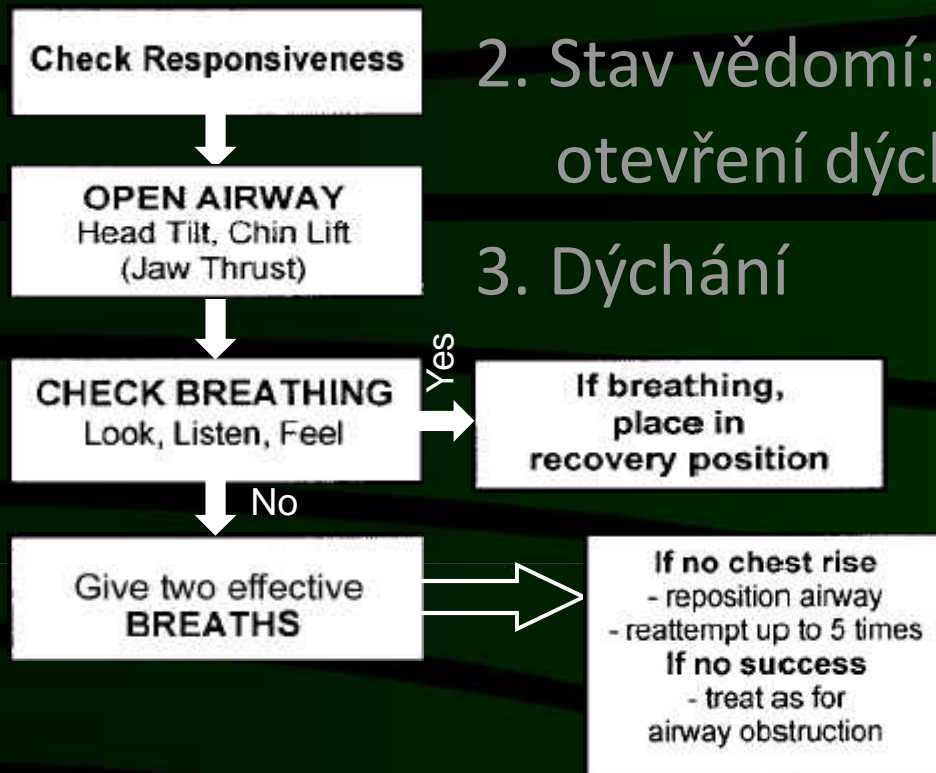 Check Responsiveness
2. Stav vědomí:
otevření
OPEN AIRWAY
Head Tilt, Chin Lift
(Jaw Thrust)
3. Dýchání
CHECK BREATHING
Look, Listen, Feel
Yes
If breathing,
place in
recovery position
No
Give two effective
BREATHS
If no chest rise
- reposition airway
- reattempt up to 5 times
If no success
- treat as for
airway obstruction